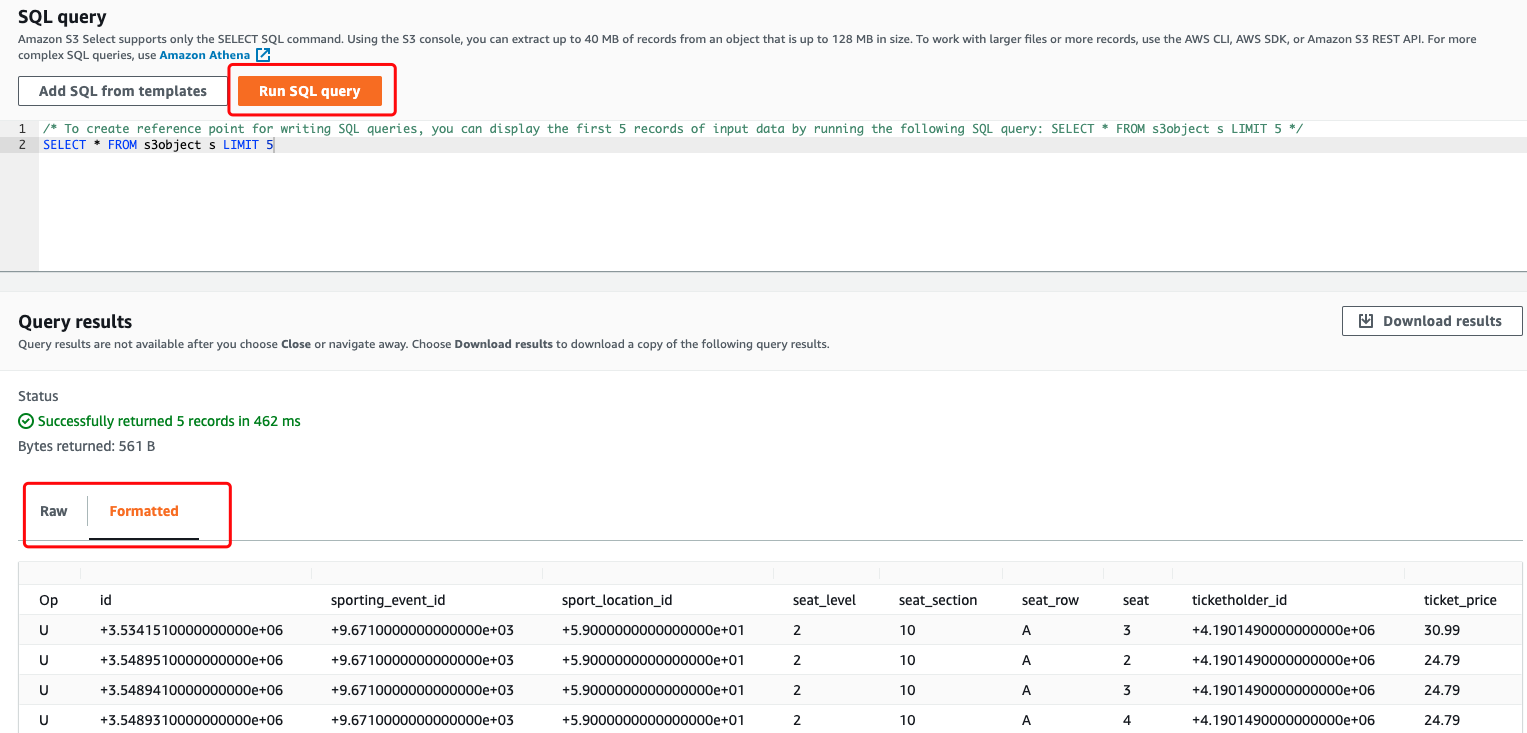 SQL query
Amazon S3 Select supports only the SELECT SQL command. Using the S3 console, you can extract up to 40 MB of records from an object that is up to 128 MB in size. To work with larger files or more records, use the AWS CLI, AWS SDK, or Amazon S3 REST API. For more
complex SQL queries, use Amazon Athena
Add SQL from templates Run SQL query
1 /* To create reference point for writing SQL queries, you can display the first 5 records of input data by running the following SQL query: SELECT * FROM s3object s LIMIT 5 */
2 SELECT * FROM s3object s LIMIT 5
Query results Download results
Query results are not available after you choose Close or navigate away. Choose Download results to download a copy of the following query results.
Status
Successfully returned 5 records in 462 ms
Bytes returned: 561 B
Raw Formatted
Op id sporting_event_id sport_location_id seat_level seat_section seat_row seat ticketholder_id ticket_price
U +3.5341510000000000e+06 +9.6710000000000000e+03 +5.9000000000000000e+01 2 10 A 3 +4.1901490000000000e+06 30.99
U +3.5489510000000000e+06 +9.6710000000000000e+03 +5.9000000000000000e+01 2 10 A 2 +4.1901490000000000e+06 24.79
U +3.5489410000000000e+06 +9.6710000000000000e+03 +5.9000000000000000e+01 2 10 A 3 +4.1901490000000000e+06 24.79
U +3.5489310000000000e+06 +9.6710000000000000e+03 +5.9000000000000000e+01 2 10 A 4 +4.1901490000000000e+06 24.79